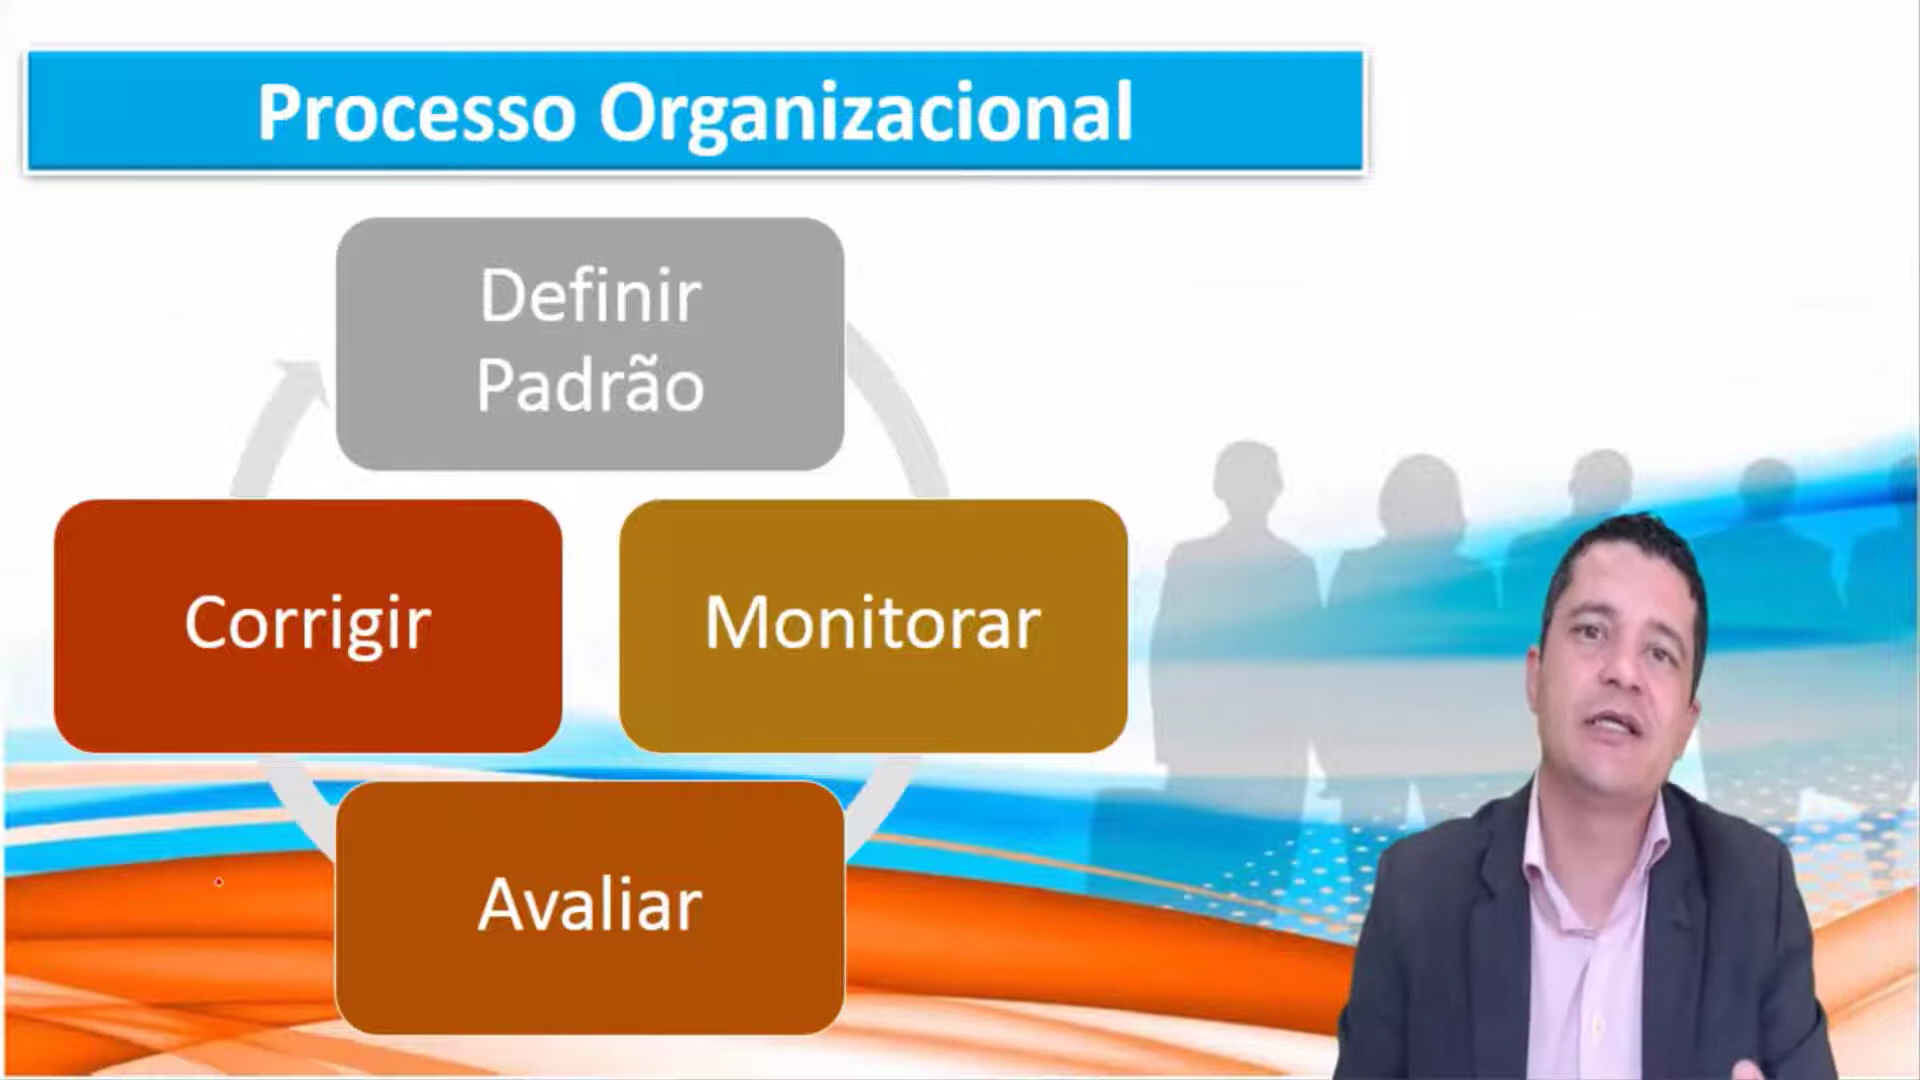 Processo Organizacional
Definir
Padrão
Corrigir
Monitorar
Avaliar